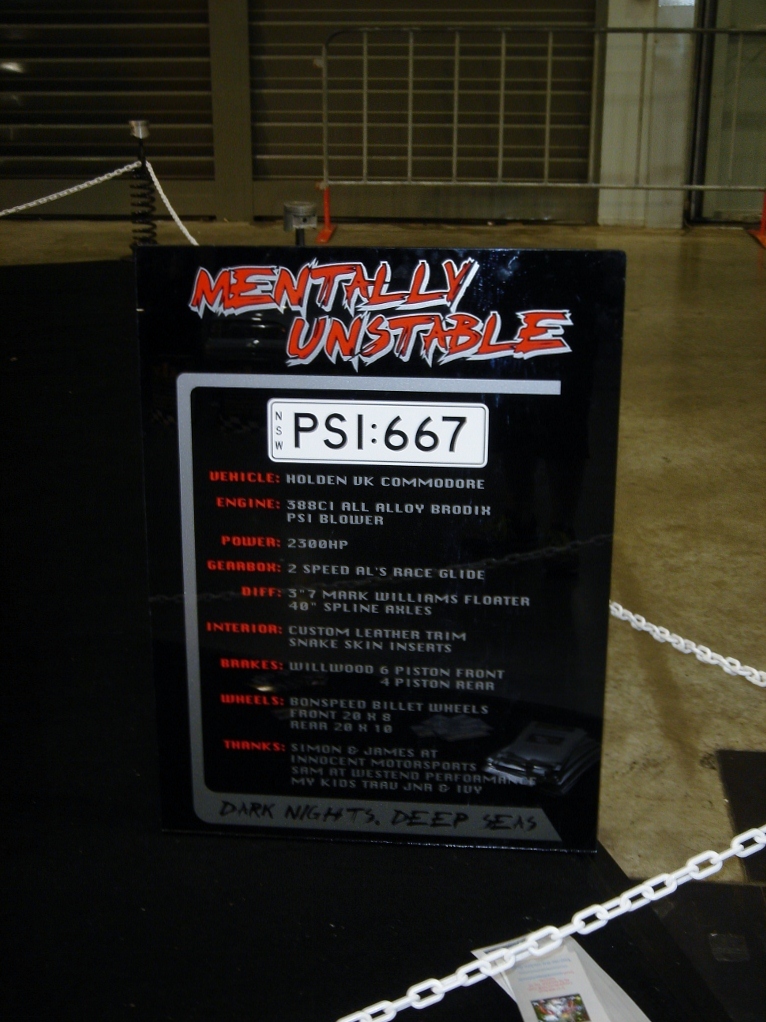 MENTALLY
UNSTABLE
NSW PSI:667
VEHICLE: HOLDEN VK COMMODORE
ENGINE: 388CI ALL ALLOY BRODIX
PSI BLOWER
POWER: 2300HP
GEARBOX: 2 SPEED AL'S RACE GLIDE
DIFF: 3"7 MARK WILLIAMS FLOATER
40" SPLINE AXLES
INTERIOR: CUSTOM LEATHER TRIM
SNAKE SKIN INSERTS
BRAKES: WILLWOOD 6 PISTON FRONT
4 PISTON REAR
WHEELS: BONSPEED BILLET WHEELS
FRONT 20 X 8
REAR 20 X 10
THANKS: SIMON & JAMES AT
INNOCENT MOTORSPORTS
SAM AT WESTEND PERFORMANCE
MY KIDS TRAV JNR & IVY
DARK NIGHTS, DEEP SEAS